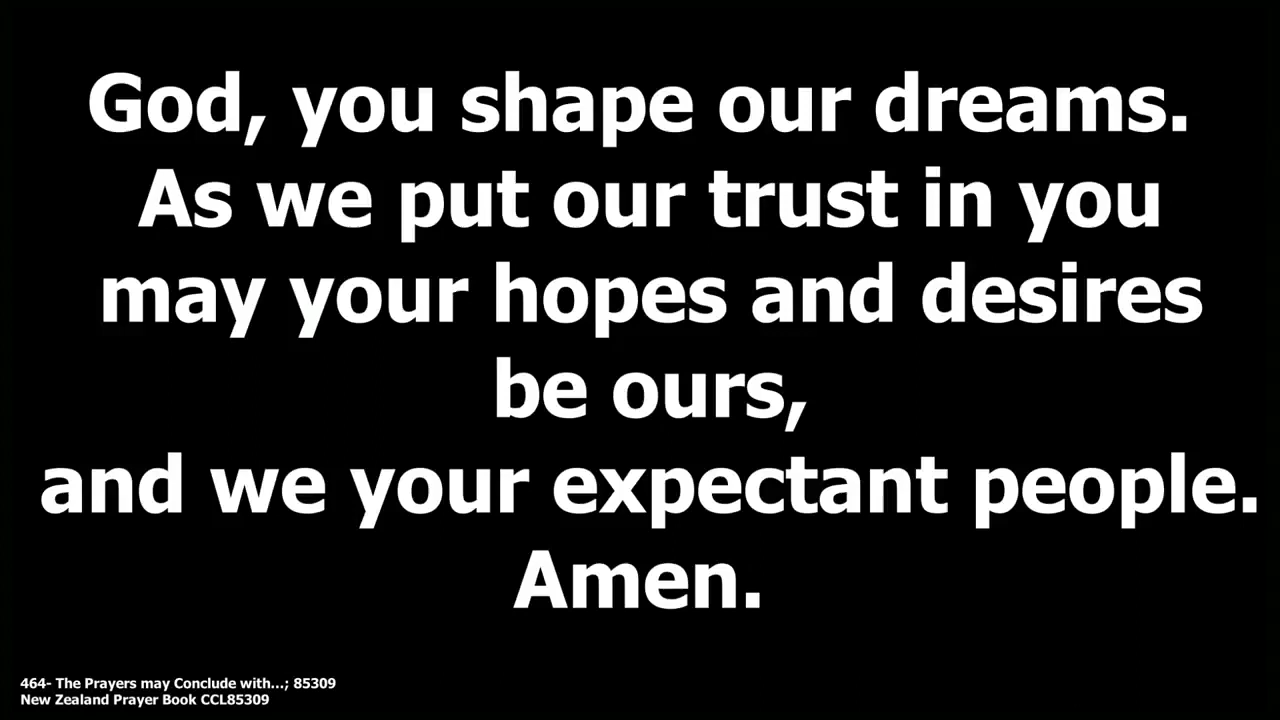 God, you shape our dreams.
As we put our trust in you
may your hopes and desires
be ours,
and we your expectant people.
Amen.
464- The Prayers may Conclude with...; 85309
New Zealand Prayer Book CCL85309